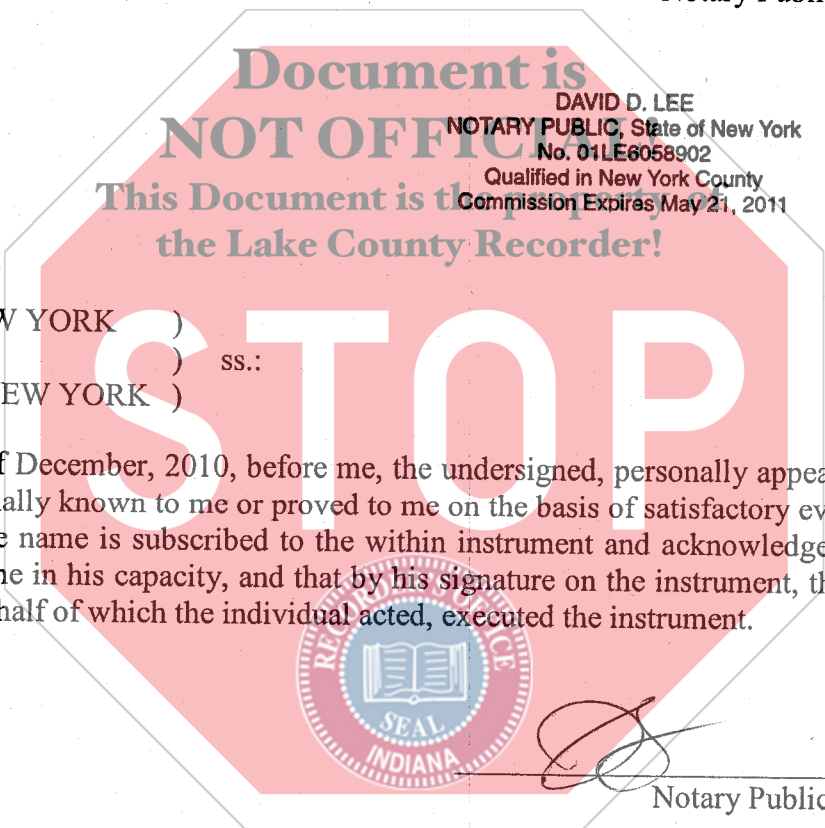 Notary Publi
Document is
NOT OFFICIAL!
This Document is the property of
the Lake County Recorder!
DAVID D. LEE
NOTARY PUBLIC, State of New York
No. 01LE6058902
Qualified in New York County
Commission Expires May 21, 2011
W YORK )
) ss.:
EW YORK )
STOP
f December, 2010, before me, the undersigned, personally appea
ally known to me or proved to me on the basis of satisfactory ev
e name is subscribed to the within instrument and acknowledge
ne in his capacity, and that by his signature on the instrument, th
half of which the individual acted, executed the instrument.
RECORDER'S OFFICE
SEAL
INDIANA
Notary Public